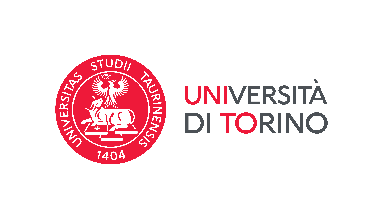 UNIVERSITAS STUDII TAURINENSIS
1404
UNIVERSITÀ
DI TORINO